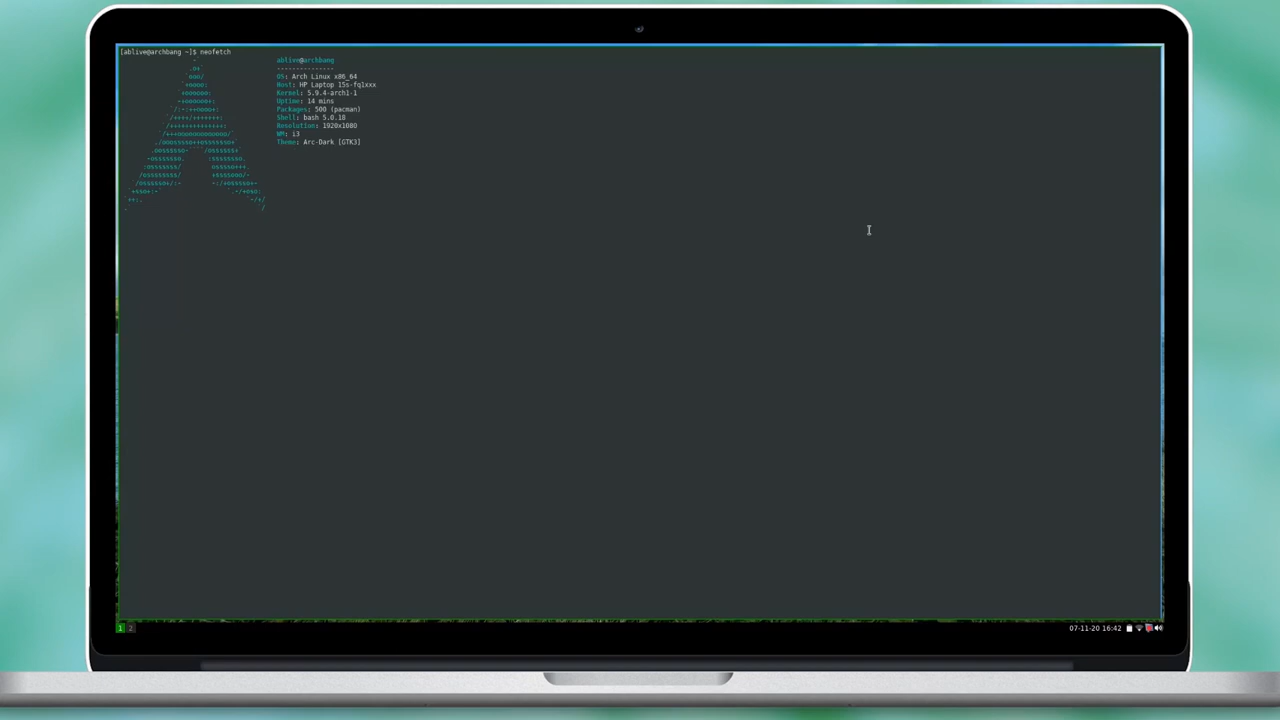 [ablive@archbang ~]$ neofetch
ablive@archbang
---------------
OS: Arch Linux x86_64
Host: HP Laptop 15s-fq1xxx
Kernel: 5.9.4-arch1-1
Uptime: 14 mins
Packages: 500 (pacman)
Shell: bash 5.0.18
Resolution: 1920x1080
WM: i3
Theme: Arc-Dark [GTK3]
1 2
07-11-20 16:42